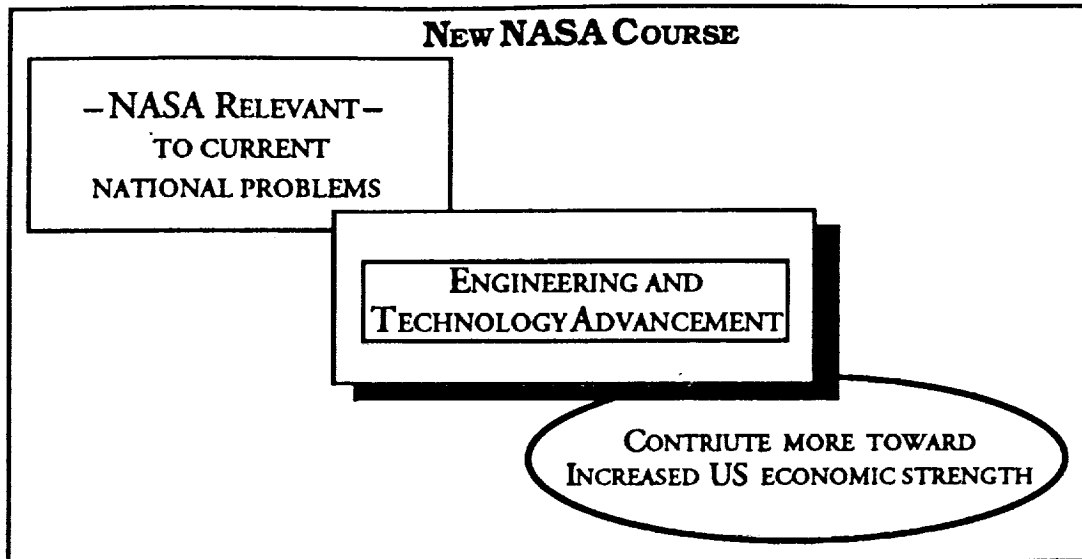 NEW NASA COURSE
– NASA RELEVANT –
TO CURRENT
NATIONAL PROBLEMS
ENGINEERING AND
TECHNOLOGY ADVANCEMENT
CONTRIUTE MORE TOWARD
INCREASED US ECONOMIC STRENGTH